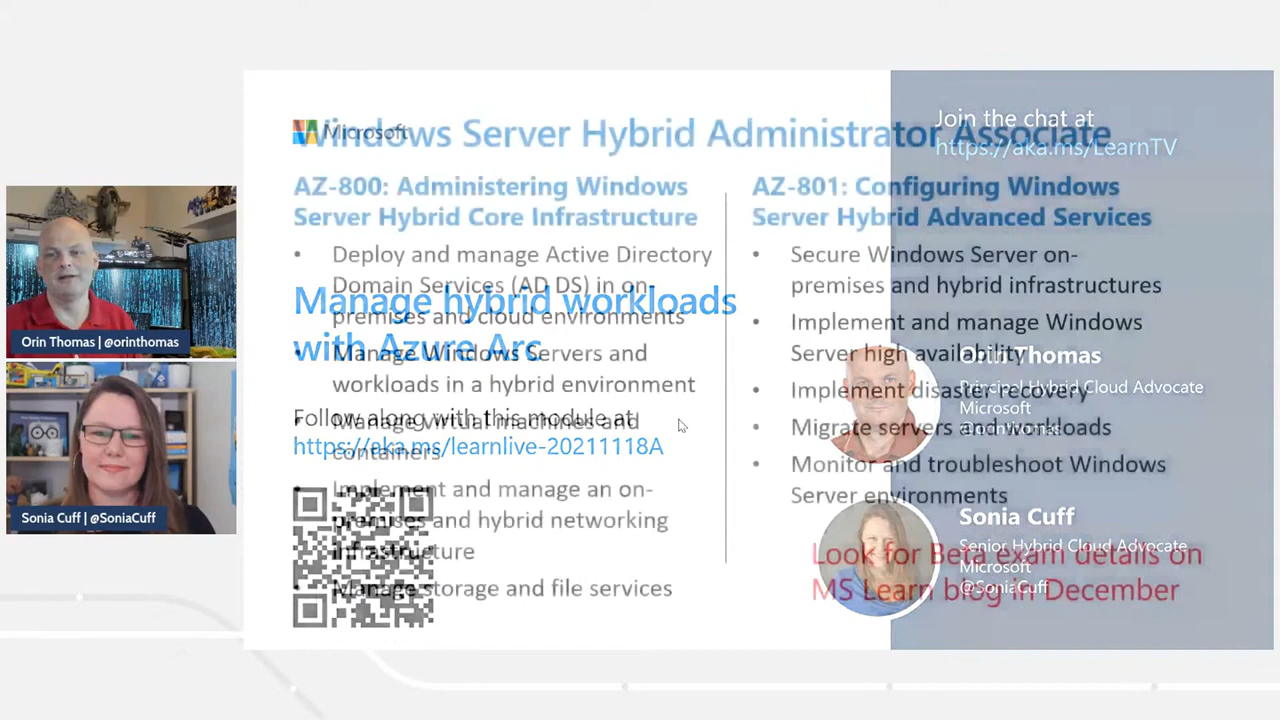 Microsoft
Windows Server Hybrid Administrator Associate
Join the chat at
https://aka.ms/LearnTV
AZ-800: Administering Windows
Server Hybrid Core Infrastructure
• Deploy and manage Active Directory
Domain Services (AD DS) in on-
premises and cloud environments
• Manage Windows Servers and
workloads in a hybrid environment
• Manage virtual machines and
containers
• Implement and manage an on-
premises and hybrid networking
infrastructure
• Manage storage and file services
AZ-801: Configuring Windows
Server Hybrid Advanced Services
• Secure Windows Server on-
premises and hybrid infrastructures
• Implement and manage Windows
Server high availability
• Implement disaster recovery
• Migrate servers and workloads
• Monitor and troubleshoot Windows
Server environments
Look for Beta exam details on
MS Learn blog in December
Manage hybrid workloads
with Azure Arc
Follow along with this module at
https://aka.ms/learnlive-20211118A
Orin Thomas
Principal Hybrid Cloud Advocate
Microsoft
@orinthomas
Sonia Cuff
Senior Hybrid Cloud Advocate
Microsoft
@SoniaCuff
Orin Thomas | @orinthomas
Sonia Cuff | @SoniaCuff